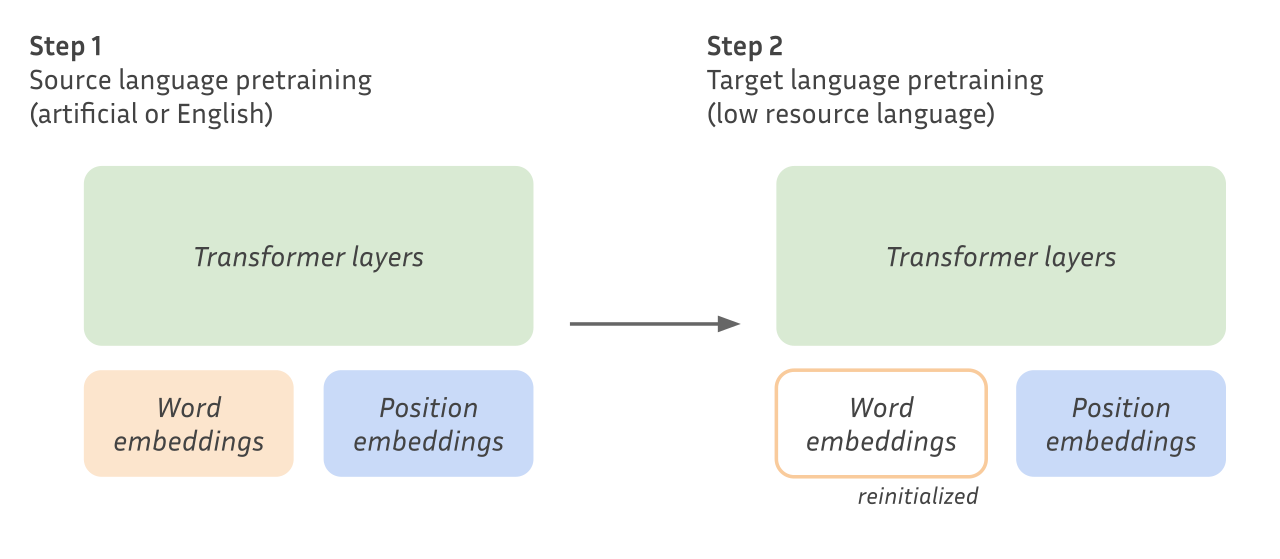 Step 1
Source language pretraining
(artificial or English)
Transformer layers
Word
embeddings
Position
embeddings
Step 2
Target language pretraining
(low resource language)
Transformer layers
Word
embeddings
reinitialized
Position
embeddings